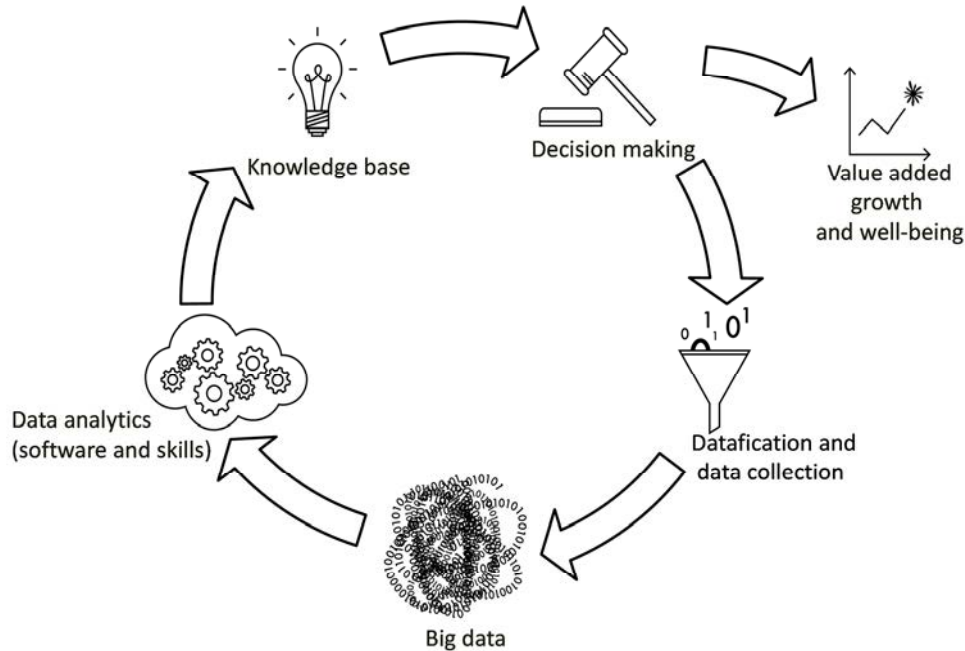 Knowledge base
Decision making
Value added
growth
and well-being
0 1 1 0 1
Datafication and
data collection
Big data
Data analytics
(software and skills)